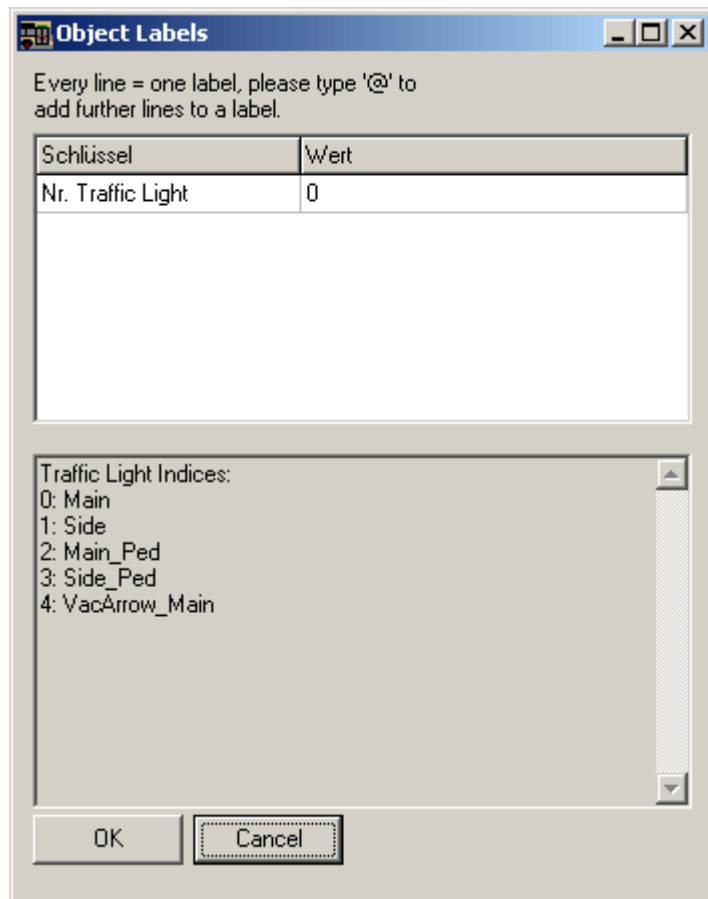 Object Labels
Every line = one label, please type '@' to
add further lines to a label.
Schlüssel Wert
Nr. Traffic Light 0
Traffic Light Indices:
0: Main
1: Side
2: Main_Ped
3: Side_Ped
4: VacArrow_Main
OK Cancel